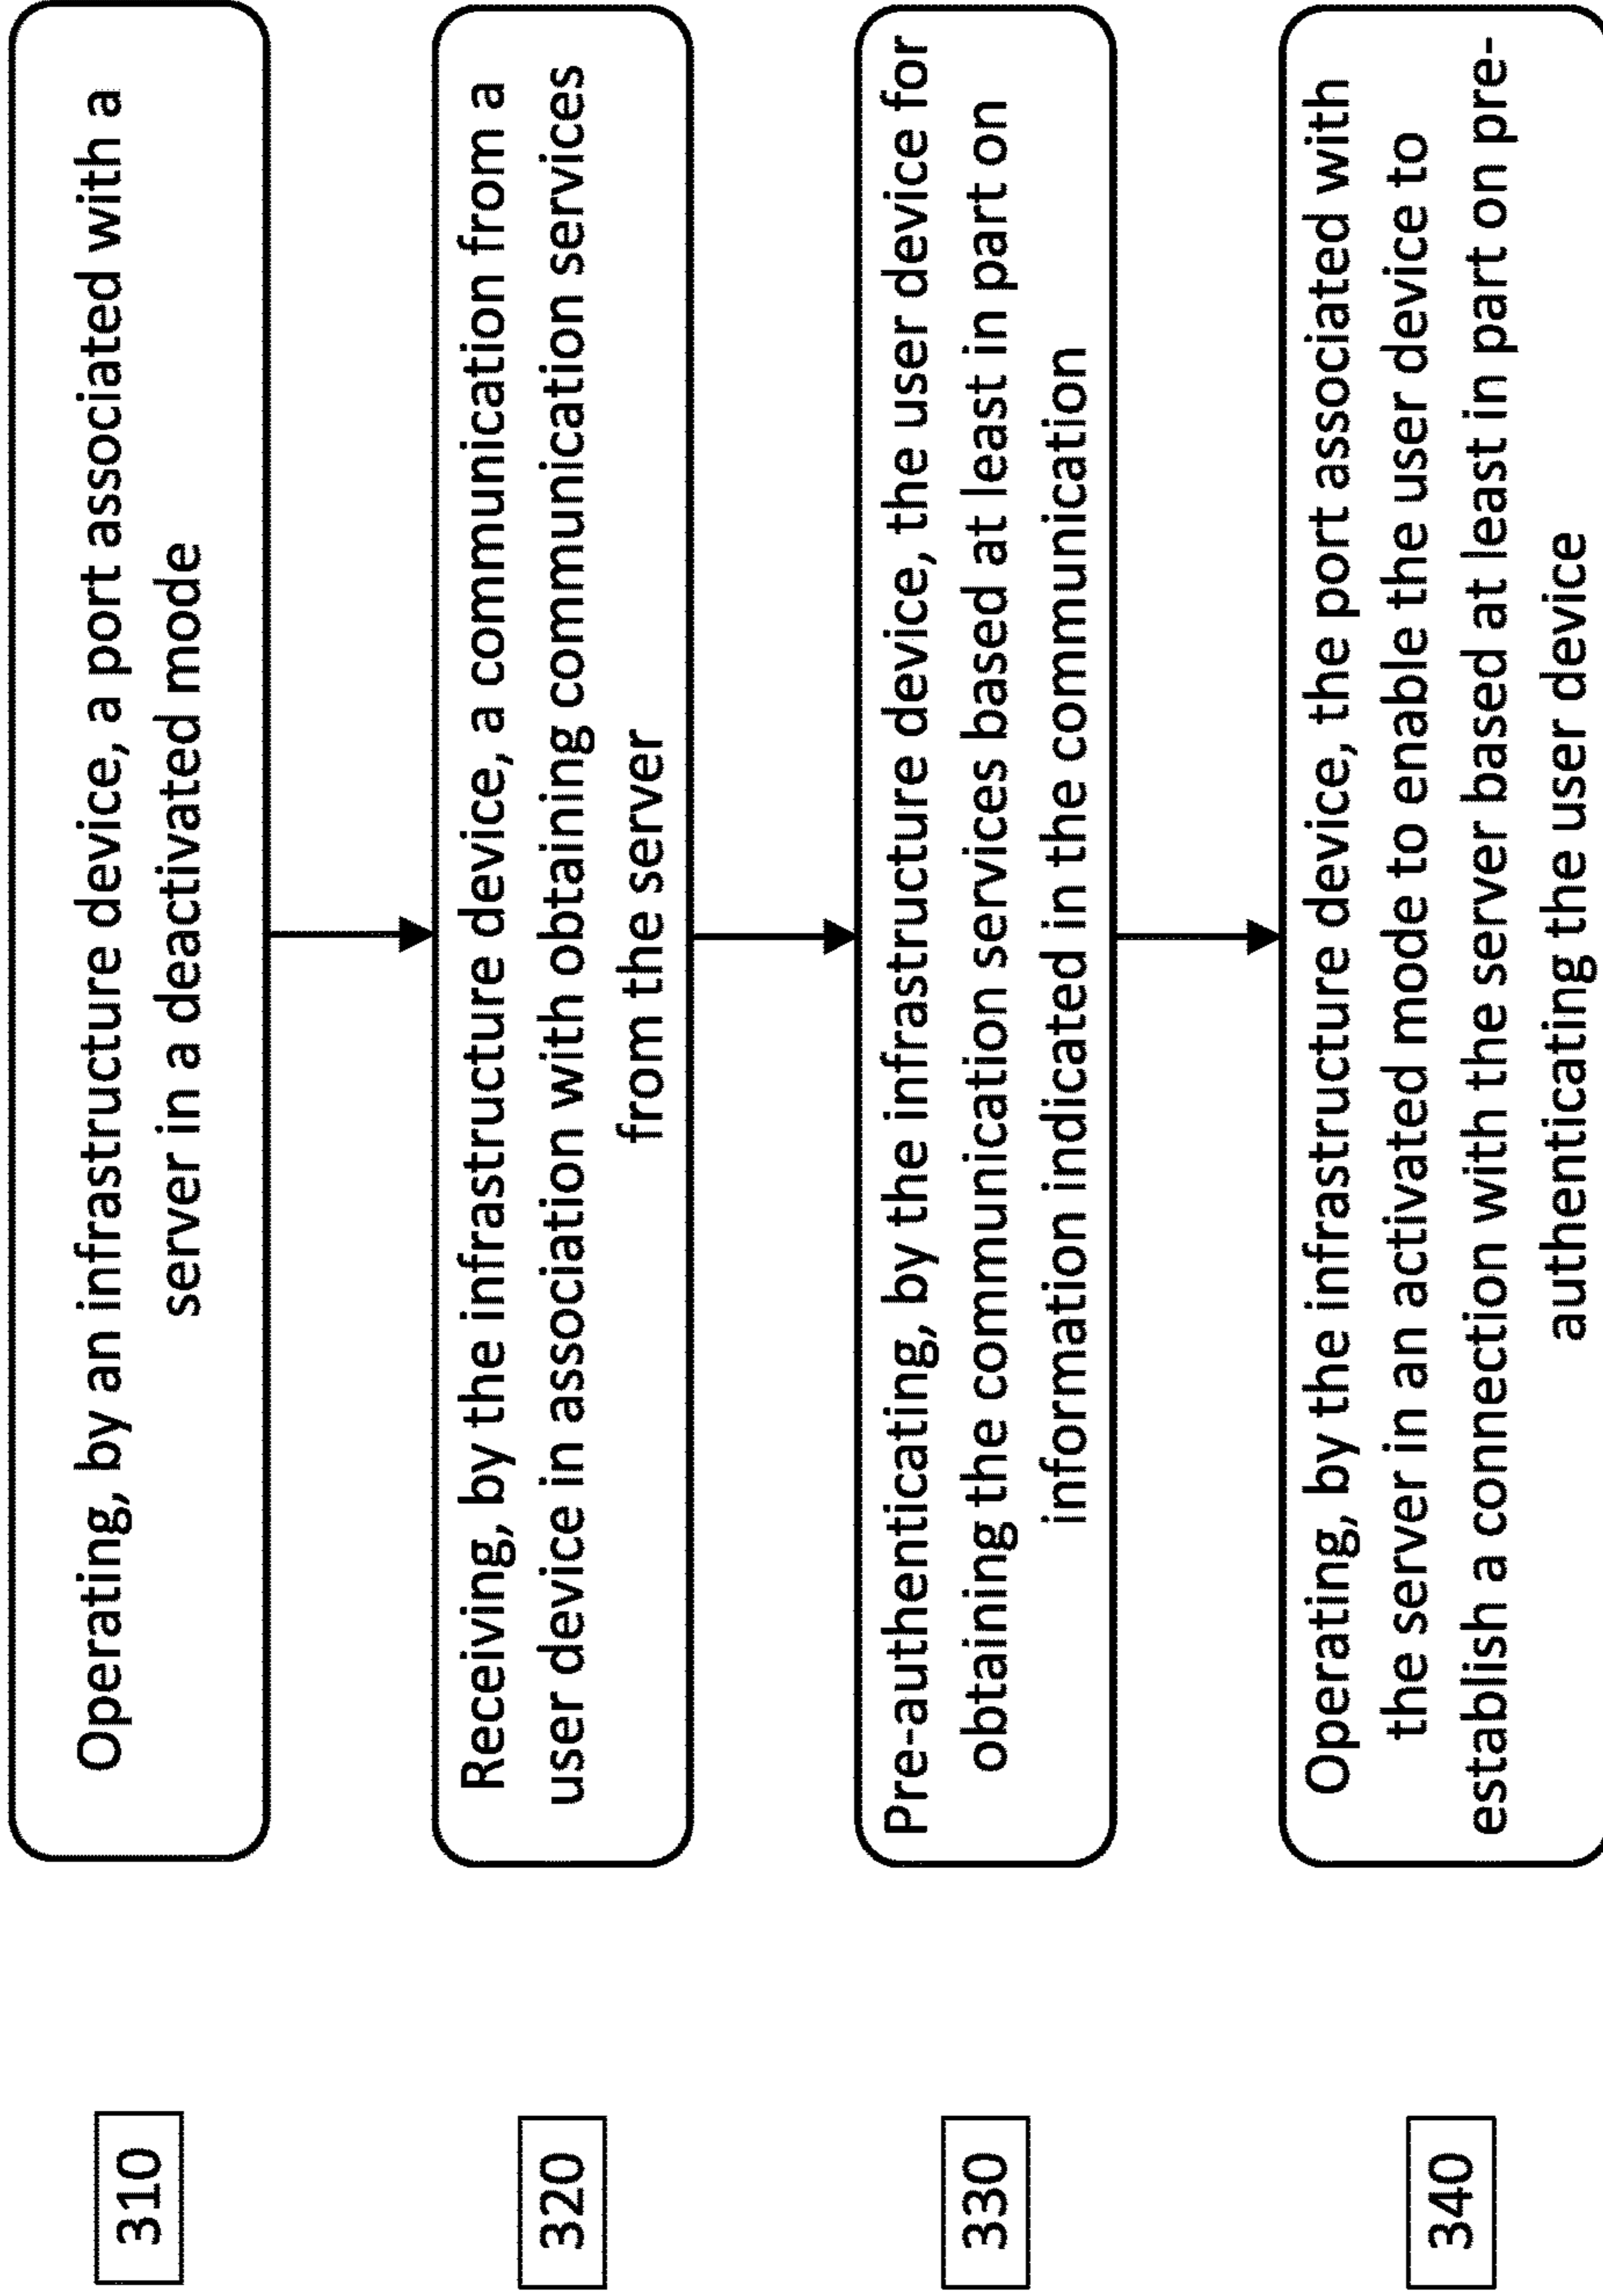 310
Operating, by an infrastructure device, a port associated with a
server in a deactivated mode
320
Receiving, by the infrastructure device, a communication from a
user device in association with obtaining communication services
from the server
330
Pre-authenticating, by the infrastructure device, the user device for
obtaining the communication services based at least in part on
information indicated in the communication
340
Operating, by the infrastructure device, the port associated with
the server in an activated mode to enable the user device to
establish a connection with the server based at least in part on pre-
authenticating the user device